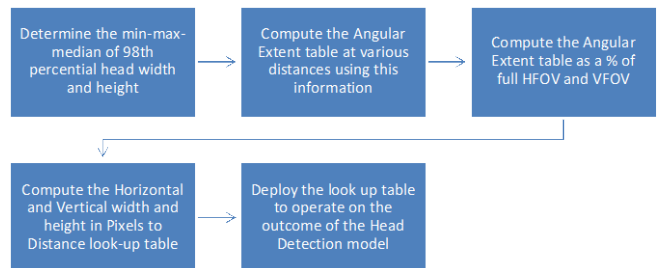 Determine the min-max-
median of 98th
percential head width
and height
Compute the Angular
Extent table at various
distances using this
information
Compute the Angular
Extent table as a % of
full HFOV and VFOV
Compute the Horizontal
and Vertical width and
height in Pixels to
Distance look-up table
Deploy the look up table
to operate on the
outcome of the Head
Detection model